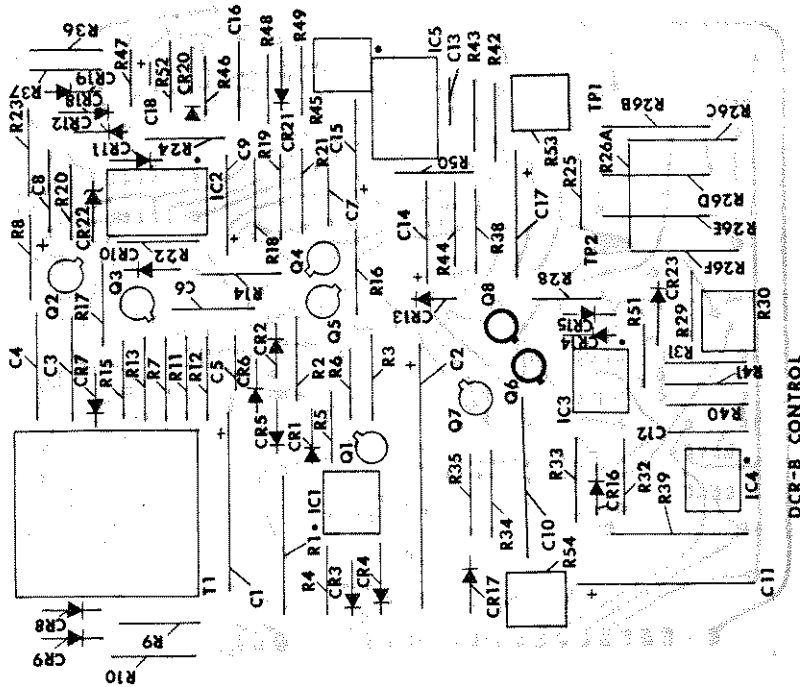 R36
R37
CR19
R47
R52
CR20
C16
R48
R49
R23
CR18
CR12
C18
R46
CR21
R45
IC5
C13
R43
R42
C8
R20
CR11
R24
C9
R19
R21
C15
R50
R53
TP1
R26B
R26C
R8
CR22
IC2
R18
C7
C14
R44
R38
C17
R25
R26A
R26D
R26E
CR10
R22
Q2
R17
Q3
C6
R14
Q4
Q5
R16
TP2
R26F
R28
CR13
Q8
CR15
CR14
R51
CR23
R29
R30
C4
C3
CR7
R15
R13
R7
R11
R12
C5
CR6
CR2
R2
R6
R3
C2
Q6
IC3
R31
R41
CR5
CR1
R5
Q1
Q7
R33
C12
R40
T1
C1
R1
IC1
R35
R34
C10
CR16
R32
R39
IC4
CR8
CR9
R9
R10
R4
CR3
CR4
CR17
R54
C11
DCR-B CONTROL